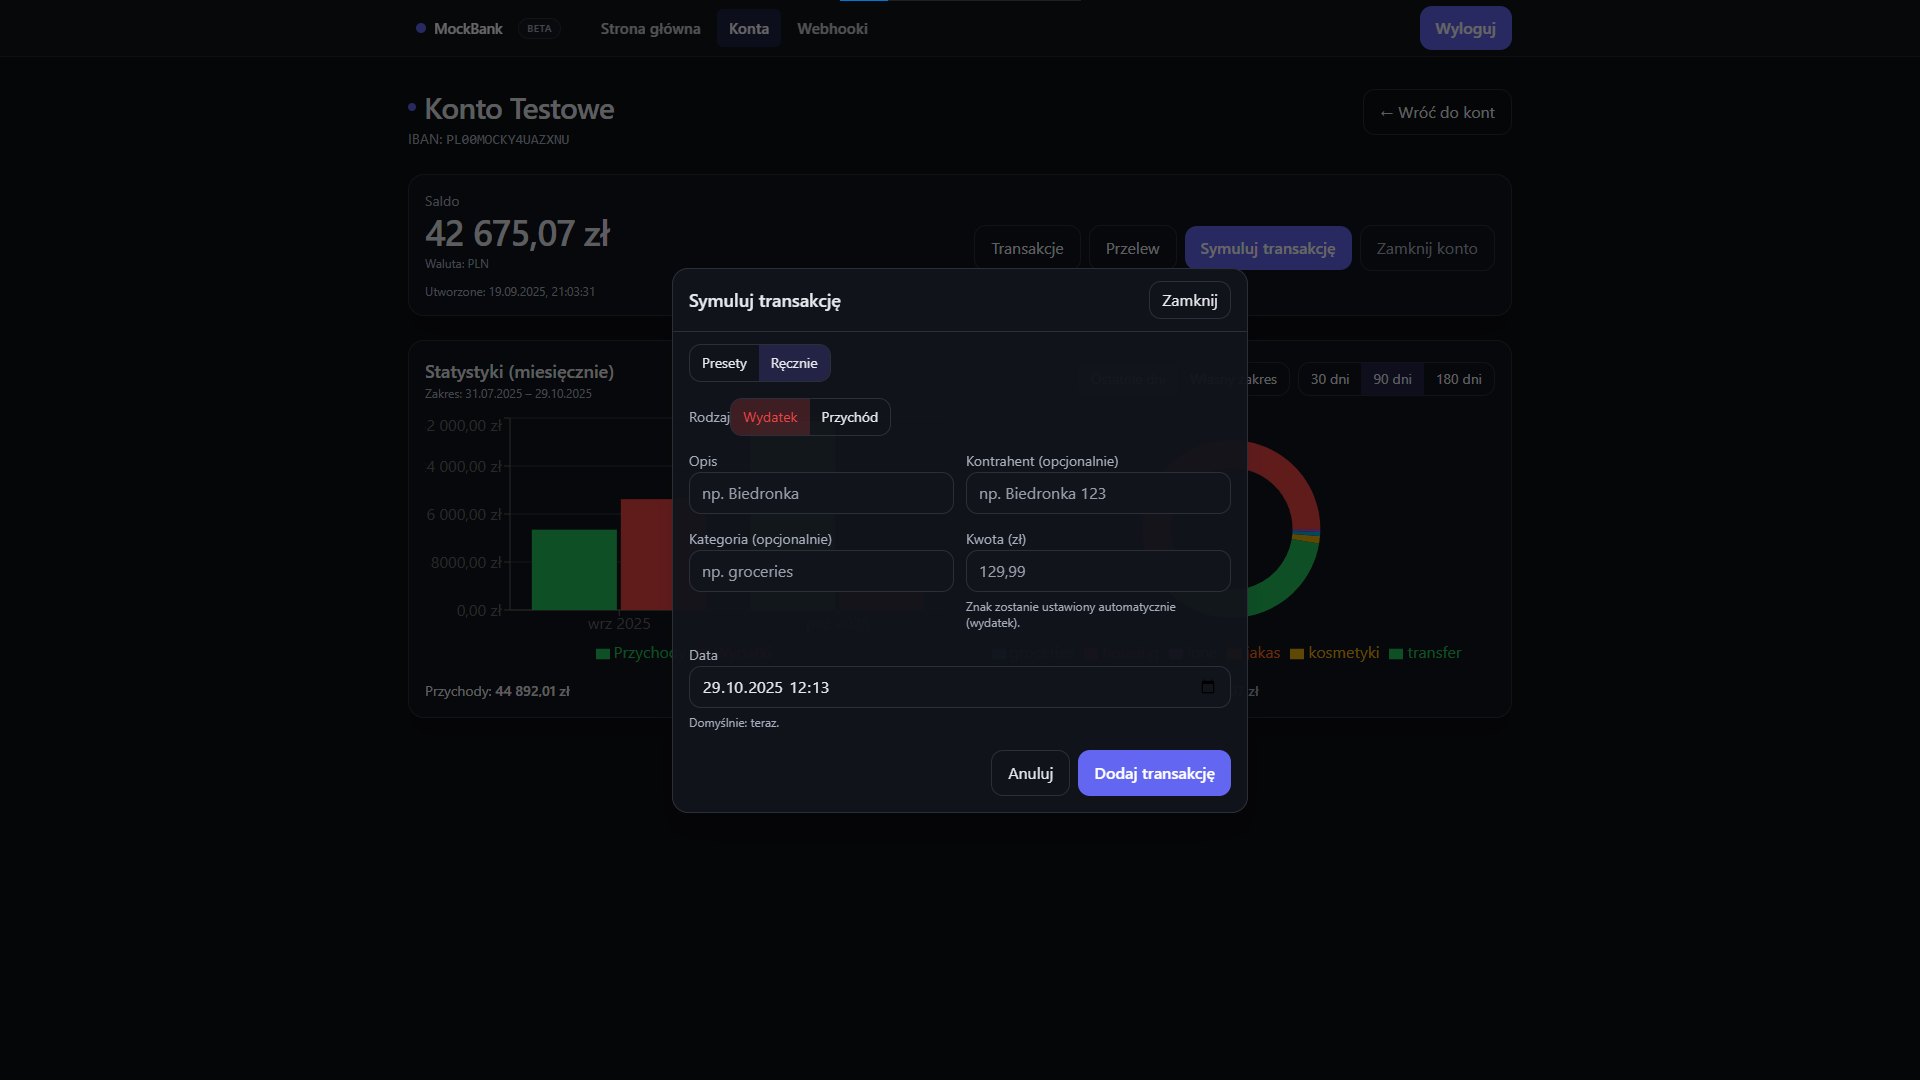 MockBank BETA Strona główna Konta Webhooki Wyloguj
Konto Testowe
← Wróć do kont
IBAN: PL00MOCKY4UAZXNU
Saldo
42 675,07 zł
Waluta: PLN
Utworzone: 19.09.2025, 21:03:31
Transakcje Przelew Symuluj transakcję Zamknij konto
Symuluj transakcję Zamknij
Presety Ręcznie
Rodzaj Wydatek Przychód
Opis
np. Biedronka
Kontrahent (opcjonalnie)
np. Biedronka 123
Kategoria (opcjonalnie)
np. groceries
Kwota (zł)
129,99
Znak zostanie ustawiony automatycznie
(wydatek).
Data
29.10.2025 12:13
Domyślnie: teraz.
Anuluj Dodaj transakcję
Statystyki (miesięcznie)
Zakres: 31.07.2025 – 29.10.2025
30 dni 90 dni 180 dni
2 000,00 zł
4 000,00 zł
6 000,00 zł
8000,00 zł
0,00 zł
wrz 2025
kosmetyki transfer
Przychody: 44 892,01 zł
zł